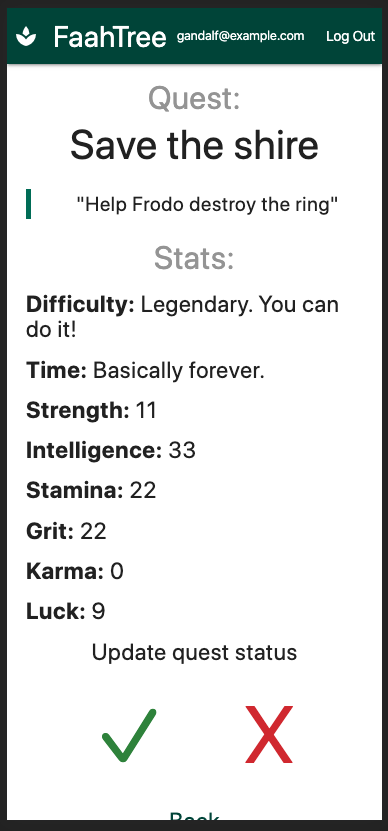 FaahTree gandalf@example.com Log Out
Quest:
Save the shire
"Help Frodo destroy the ring"
Stats:
Difficulty: Legendary. You can
do it!
Time: Basically forever.
Strength: 11
Intelligence: 33
Stamina: 22
Grit: 22
Karma: 0
Luck: 9
Update quest status
X
Back